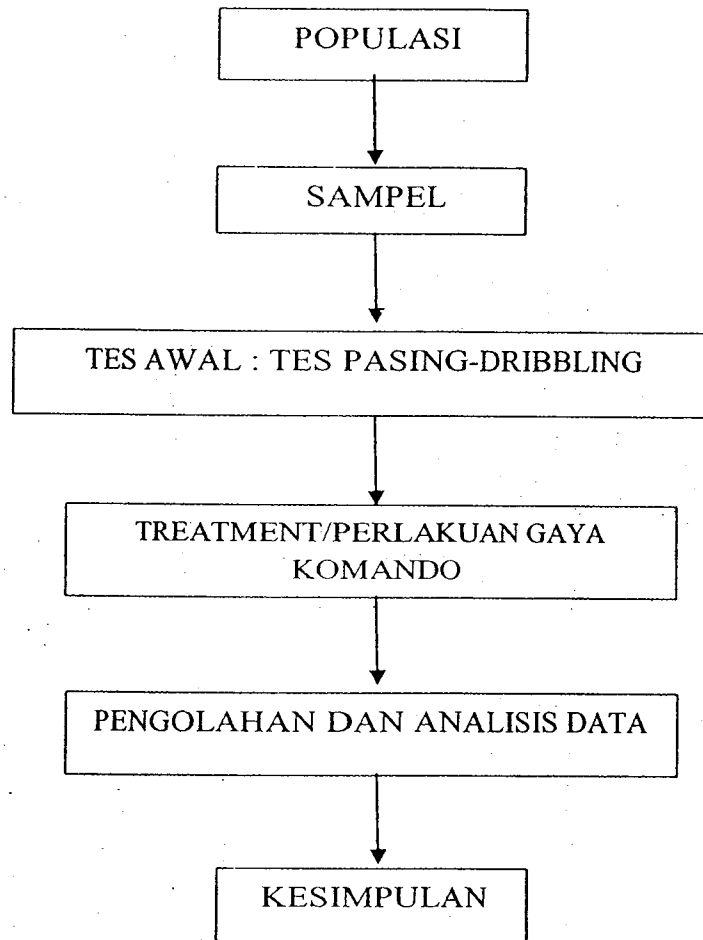 POPULASI
SAMPEL
TES AWAL : TES PASING-DRIBBLING
TREATMENT/PERLAKUAN GAYA
KOMANDO
PENGOLAHAN DAN ANALISIS DATA
KESIMPULAN